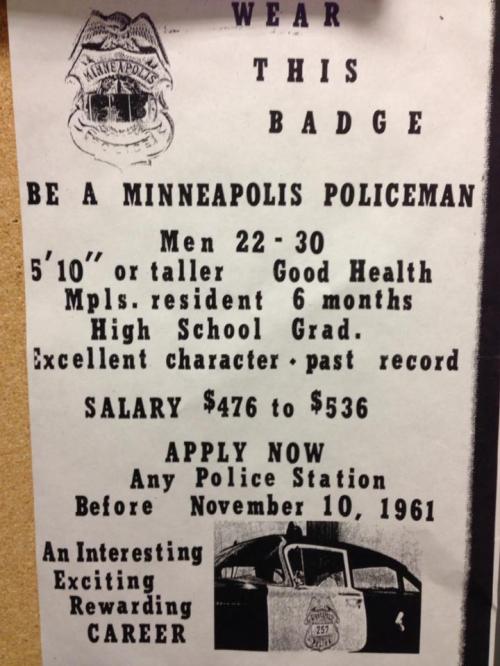 WEAR
THIS
BADGE
MINNEAPOLIS
POLICE
BE A MINNEAPOLIS POLICEMAN
Men 22 - 30
5'10" or taller Good Health
Mpls. resident 6 months
High School Grad.
Excellent character • past record
SALARY $476 to $536
APPLY NOW
Any Police Station
Before November 10, 1961
An Interesting
Exciting
Rewarding
CAREER
257
POLICE